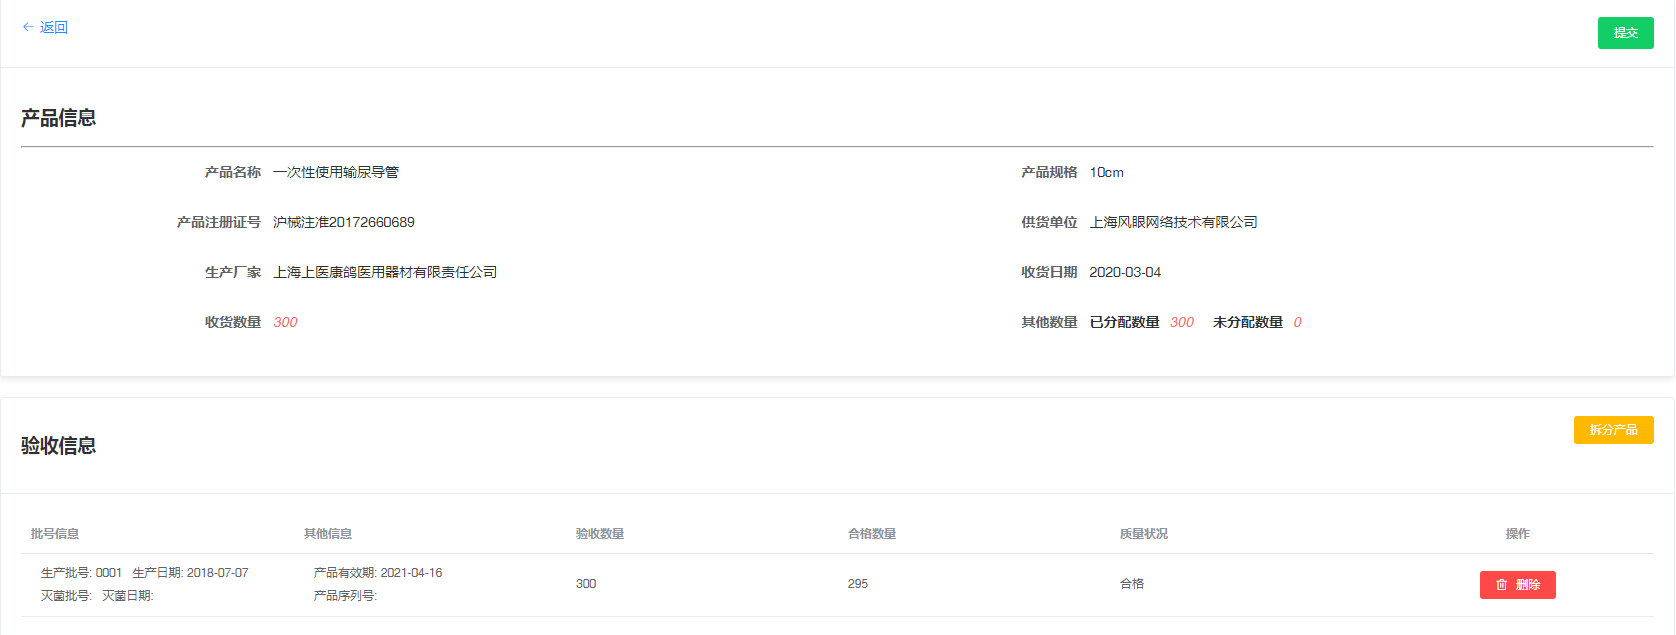 ← 返回
提交
产品信息
产品名称 一次性使用输尿导管 产品规格 10cm
产品注册证号 沪械注准20172660689 供货单位 上海风眼网络技术有限公司
生产厂家 上海上医康鸽医用器材有限责任公司 收货日期 2020-03-04
收货数量 300 其他数量 已分配数量 300 未分配数量 0
验收信息
拆分产品
批号信息 其他信息 验收数量 合格数量 质量状况 操作
生产批号: 0001 生产日期: 2018-07-07 产品有效期: 2021-04-16
300 295 合格 删除
灭菌批号: 灭菌日期: 产品序列号: